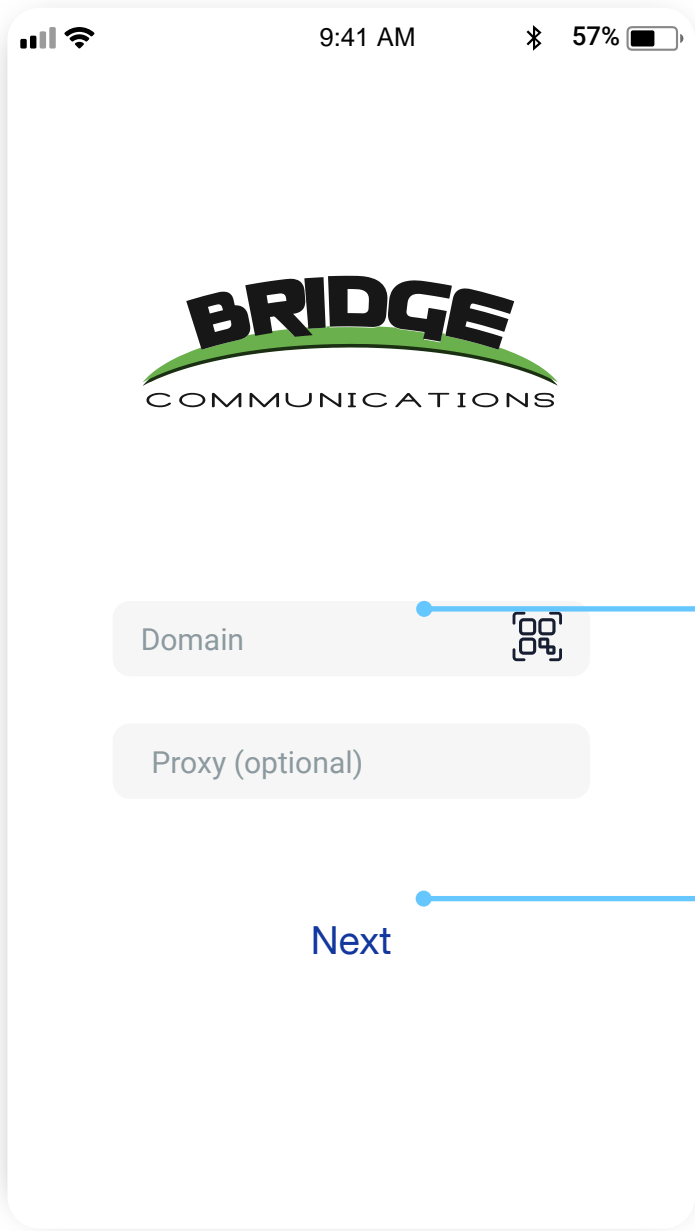 9:41 AM
57%
BRIDGE
COMMUNICATIONS
Domain
Proxy (optional)
Next